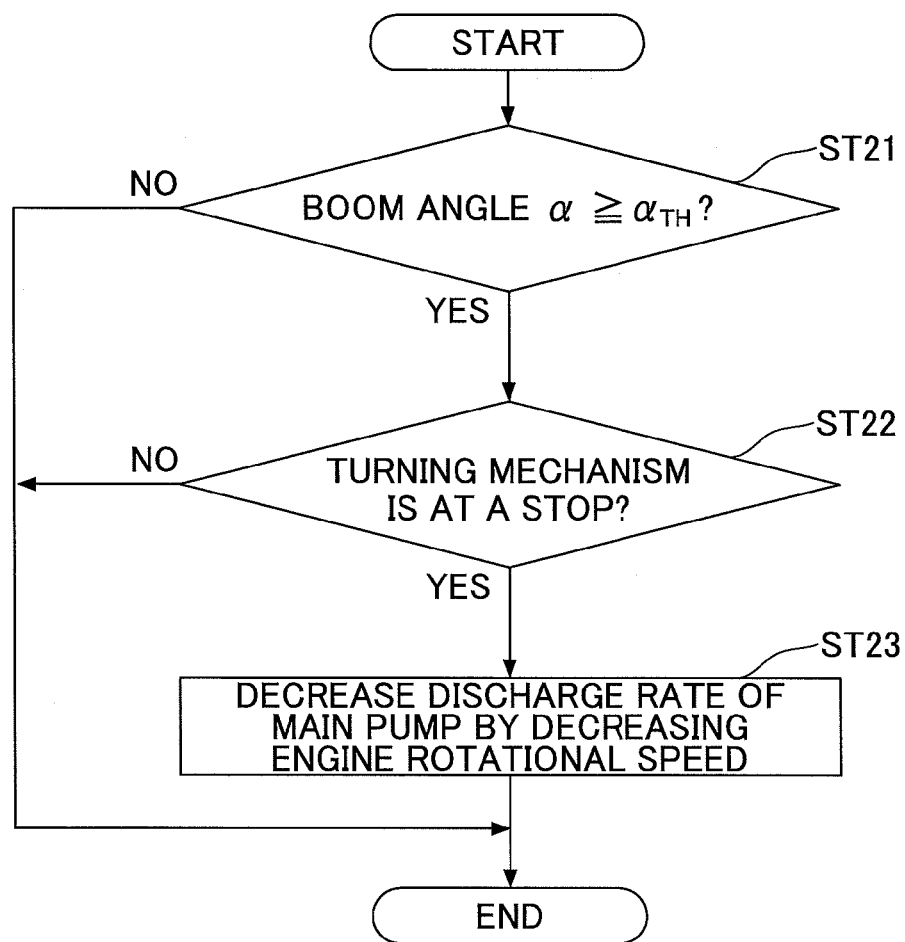 START
ST21
NO
BOOM ANGLE α ≧ αTH?
YES
ST22
NO
TURNING MECHANISM
IS AT A STOP?
YES
ST23
DECREASE DISCHARGE RATE OF
MAIN PUMP BY DECREASING
ENGINE ROTATIONAL SPEED
END